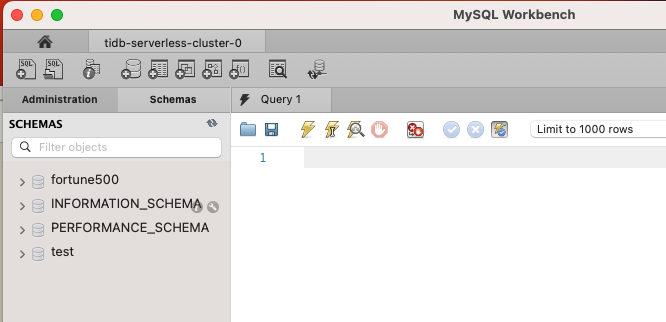 MySQL Workbench
tidb-serverless-cluster-0
SQL SQL
Administration Schemas Query 1
SCHEMAS
Filter objects
Limit to 1000 rows
1
fortune500
INFORMATION_SCHEMA
PERFORMANCE_SCHEMA
test